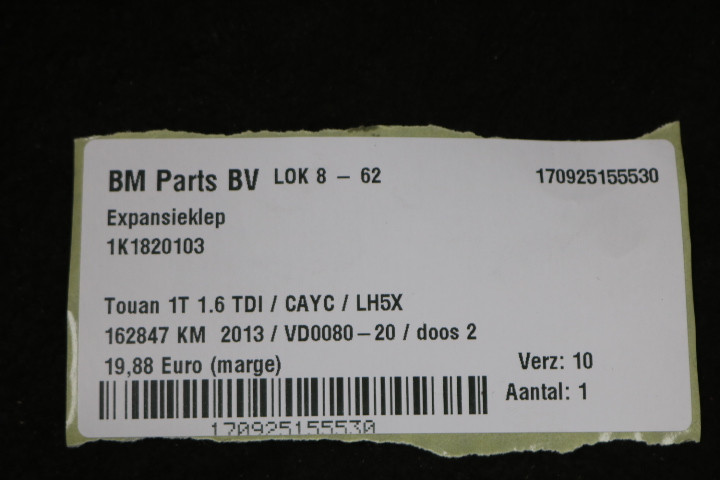 BM Parts BV LOK 8 - 62 170925155530
Expansieklep
1K1820103
Touan 1T 1.6 TDI / CAYC / LH5X
162847 KM 2013 / VD0080-20 / doos 2
19,88 Euro (marge) Verz: 10
Aantal: 1
170925155530